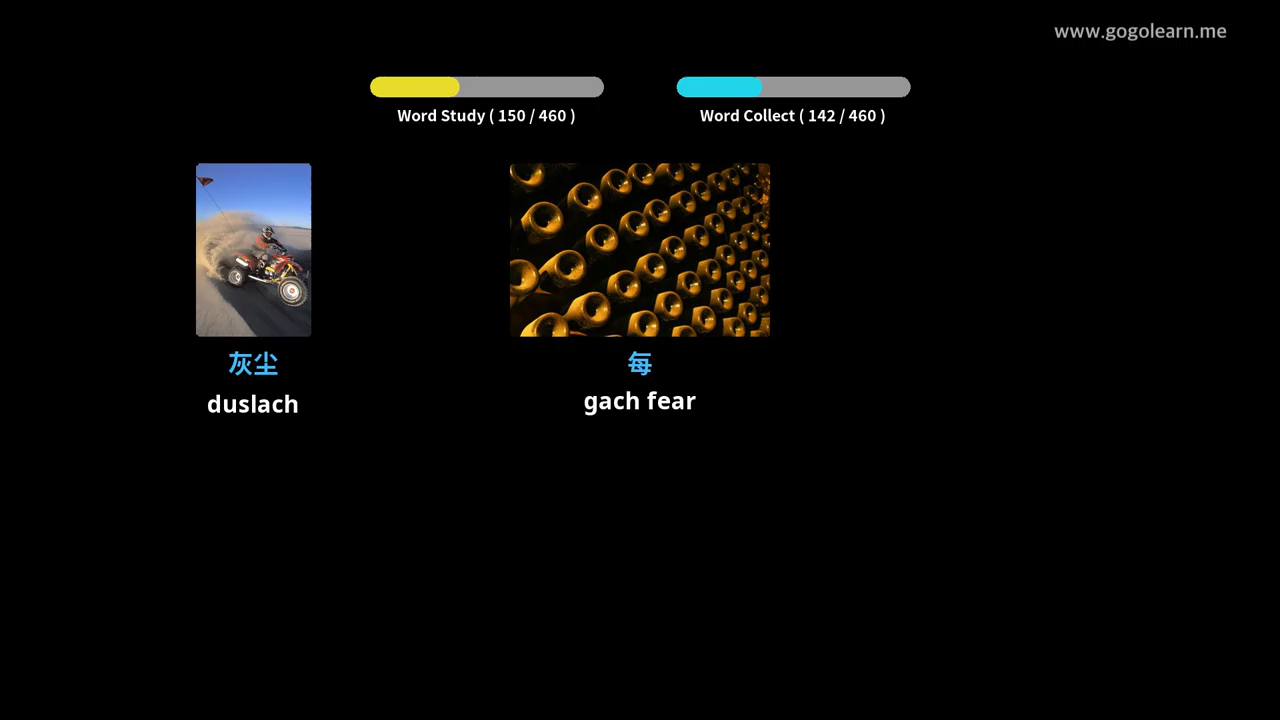 www.gogolearn.me
Word Study ( 150 / 460 )
Word Collect ( 142 / 460 )
灰尘
duslach
每
gach fear